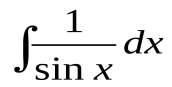 ∫ 1/sin x dx